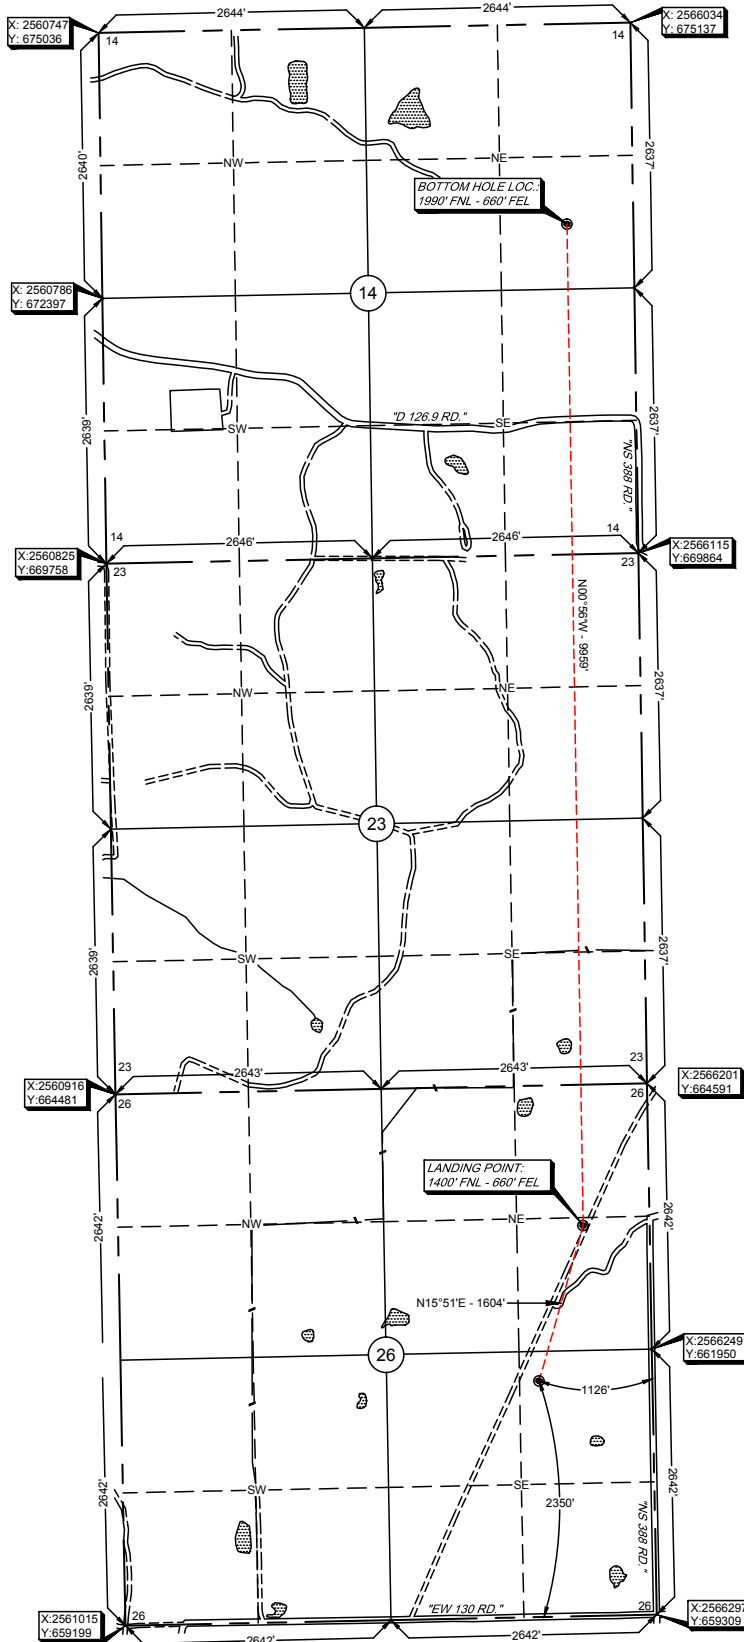 2644'
2644'
X: 2560747
Y: 675036
X: 2566034
Y: 675137
14
14
2640'
2637'
NW
NE
BOTTOM HOLE LOC.:
1990' FNL - 660' FEL
X: 2560786
Y: 672397
14
"D 126.9 RD."
SW
SE
2639'
2637'
"NS 388 RD."
14
2646'
2646'
14
X:2560825
Y:669758
X:2566115
Y:669864
23
23
N00°56'W - 9959'
NW
NE
2639'
2637'
23
SW
SE
2639'
2637'
23
2643'
2643'
23
X:2560916
Y:664481
X:2566201
Y:664591
26
26
LANDING POINT:
1400' FNL - 660' FEL
NW
NE
2642'
2642'
N15°51'E - 1604'
X:2566249
Y:661950
26
1126'
SW
SE
2642'
2642'
2350'
"NS 388 RD."
"EW 130 RD."
26
26
X:2561015
Y:659199
X:2566297
Y:659309
2642'
2642'